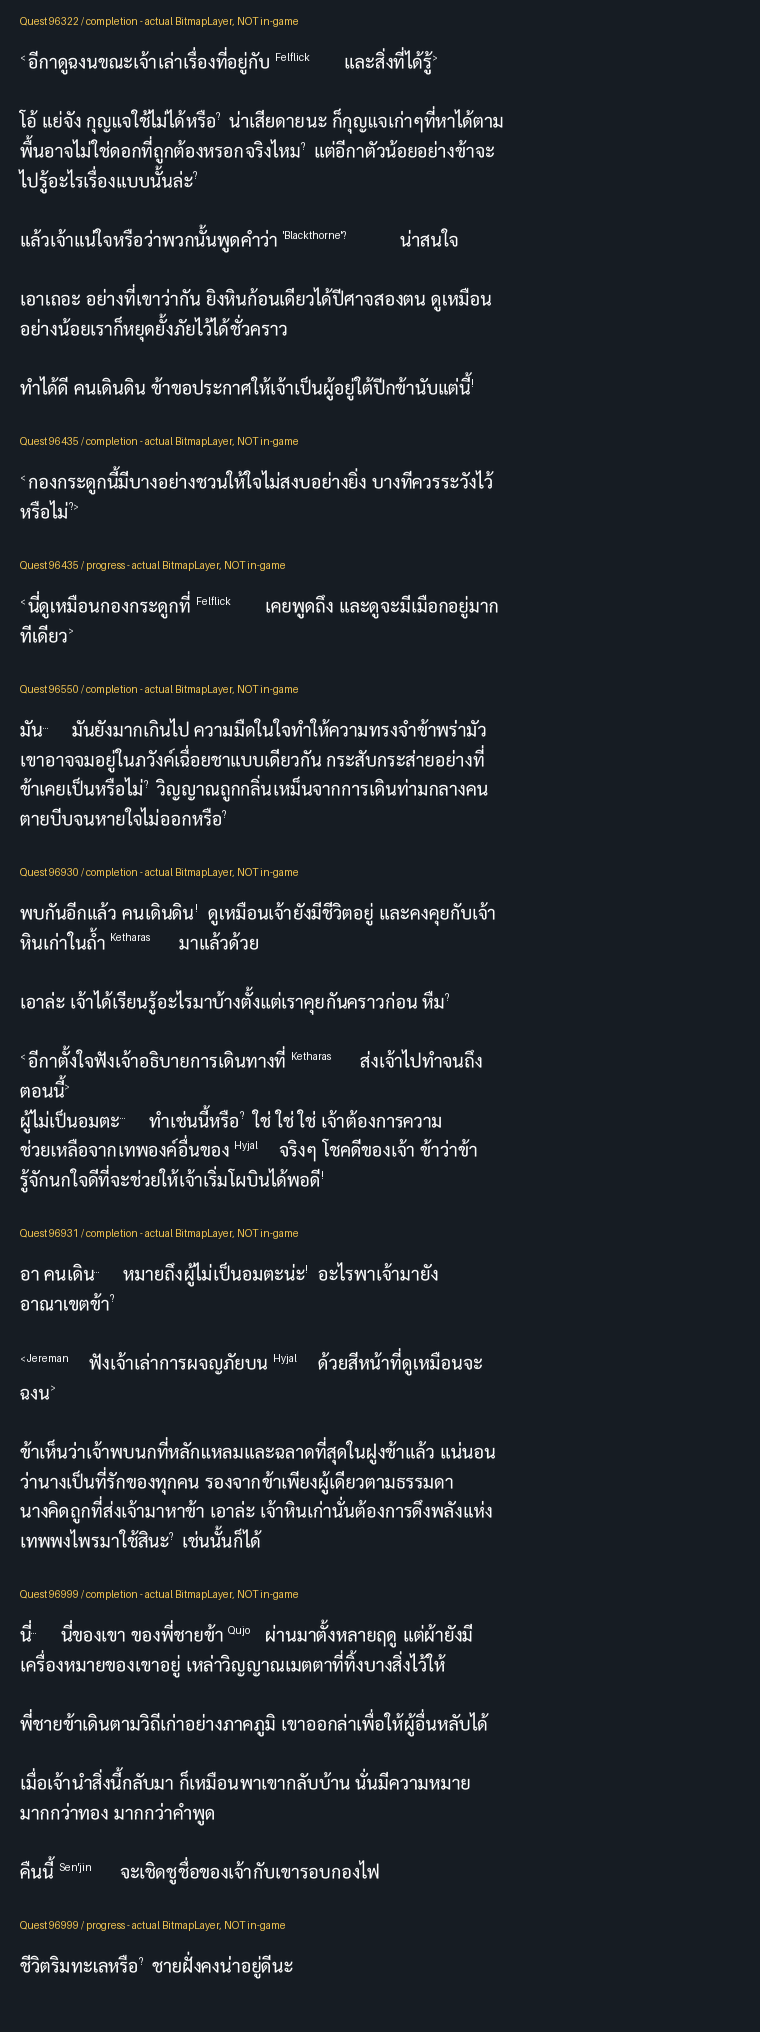 Quest 96322 / completion - actual BitmapLayer, NOT in-game
<อีกาดูฉงนขณะเจ้าเล่าเรื่องที่อยู่กับ Felflick และสิ่งที่ได้รู้>
โอ้ แย่จัง กุญแจใช้ไม่ได้หรือ? น่าเสียดายนะ ก็กุญแจเก่าๆที่หาได้ตาม
พื้นอาจไม่ใช่ดอกที่ถูกต้องหรอกจริงไหม? แต่อีกาตัวน้อยอย่างข้าจะ
ไปรู้อะไรเรื่องแบบนั้นล่ะ?
แล้วเจ้าแน่ใจหรือว่าพวกนั้นพูดคำว่า 'Blackthorne'? น่าสนใจ
เอาเถอะ อย่างที่เขาว่ากัน ยิงหินก้อนเดียวได้ปีศาจสองตน ดูเหมือน
อย่างน้อยเราก็หยุดยั้งภัยไว้ได้ชั่วคราว
ทำได้ดี คนเดินดิน ข้าขอประกาศให้เจ้าเป็นผู้อยู่ใต้ปีกข้านับแต่นี้!
Quest 96435 / completion - actual BitmapLayer, NOT in-game
<กองกระดูกนี้มีบางอย่างชวนให้ใจไม่สงบอย่างยิ่ง บางทีควรระวังไว้
หรือไม่?>
Quest 96435 / progress - actual BitmapLayer, NOT in-game
<นี่ดูเหมือนกองกระดูกที่ Felflick เคยพูดถึง และดูจะมีเมือกอยู่มาก
ทีเดียว>
Quest 96550 / completion - actual BitmapLayer, NOT in-game
มัน... มันยังมากเกินไป ความมืดในใจทำให้ความทรงจำข้าพร่ามัว
เขาอาจจมอยู่ในภวังค์เฉื่อยชาแบบเดียวกัน กระสับกระส่ายอย่างที่
ข้าเคยเป็นหรือไม่? วิญญาณถูกกลิ่นเหม็นจากการเดินท่ามกลางคน
ตายบีบจนหายใจไม่ออกหรือ?
Quest 96930 / completion - actual BitmapLayer, NOT in-game
พบกันอีกแล้ว คนเดินดิน! ดูเหมือนเจ้ายังมีชีวิตอยู่ และคงคุยกับเจ้า
หินเก่าในถ้ำ Ketharas มาแล้วด้วย
เอาล่ะ เจ้าได้เรียนรู้อะไรมาบ้างตั้งแต่เราคุยกันคราวก่อน หืม?
<อีกาตั้งใจฟังเจ้าอธิบายการเดินทางที่ Ketharas ส่งเจ้าไปทำจนถึง
ตอนนี้>
ผู้ไม่เป็นอมตะ... ทำเช่นนี้หรือ? ใช่ ใช่ ใช่ เจ้าต้องการความ
ช่วยเหลือจากเทพองค์อื่นของ Hyjal จริงๆ โชคดีของเจ้า ข้าว่าข้า
รู้จักนกใจดีที่จะช่วยให้เจ้าเริ่มโผบินได้พอดี!
Quest 96931 / completion - actual BitmapLayer, NOT in-game
อา คนเดิน... หมายถึงผู้ไม่เป็นอมตะน่ะ! อะไรพาเจ้ามายัง
อาณาเขตข้า?
<Jereman ฟังเจ้าเล่าการผจญภัยบน Hyjal ด้วยสีหน้าที่ดูเหมือนจะ
ฉงน>
ข้าเห็นว่าเจ้าพบนกที่หลักแหลมและฉลาดที่สุดในฝูงข้าแล้ว แน่นอน
ว่านางเป็นที่รักของทุกคน รองจากข้าเพียงผู้เดียวตามธรรมดา
นางคิดถูกที่ส่งเจ้ามาหาข้า เอาล่ะ เจ้าหินเก่านั่นต้องการดึงพลังแห่ง
เทพพงไพรมาใช้สินะ? เช่นนั้นก็ได้
Quest 96999 / completion - actual BitmapLayer, NOT in-game
นี่... นี่ของเขา ของพี่ชายข้า Qujo ผ่านมาตั้งหลายฤดู แต่ผ้ายังมี
เครื่องหมายของเขาอยู่ เหล่าวิญญาณเมตตาที่ทิ้งบางสิ่งไว้ให้
พี่ชายข้าเดินตามวิถีเก่าอย่างภาคภูมิ เขาออกล่าเพื่อให้ผู้อื่นหลับได้
เมื่อเจ้านำสิ่งนี้กลับมา ก็เหมือนพาเขากลับบ้าน นั่นมีความหมาย
มากกว่าทอง มากกว่าคำพูด
คืนนี้ Sen'jin จะเชิดชูชื่อของเจ้ากับเขารอบกองไฟ
Quest 96999 / progress - actual BitmapLayer, NOT in-game
ชีวิตริมทะเลหรือ? ชายฝั่งคงน่าอยู่ดีนะ